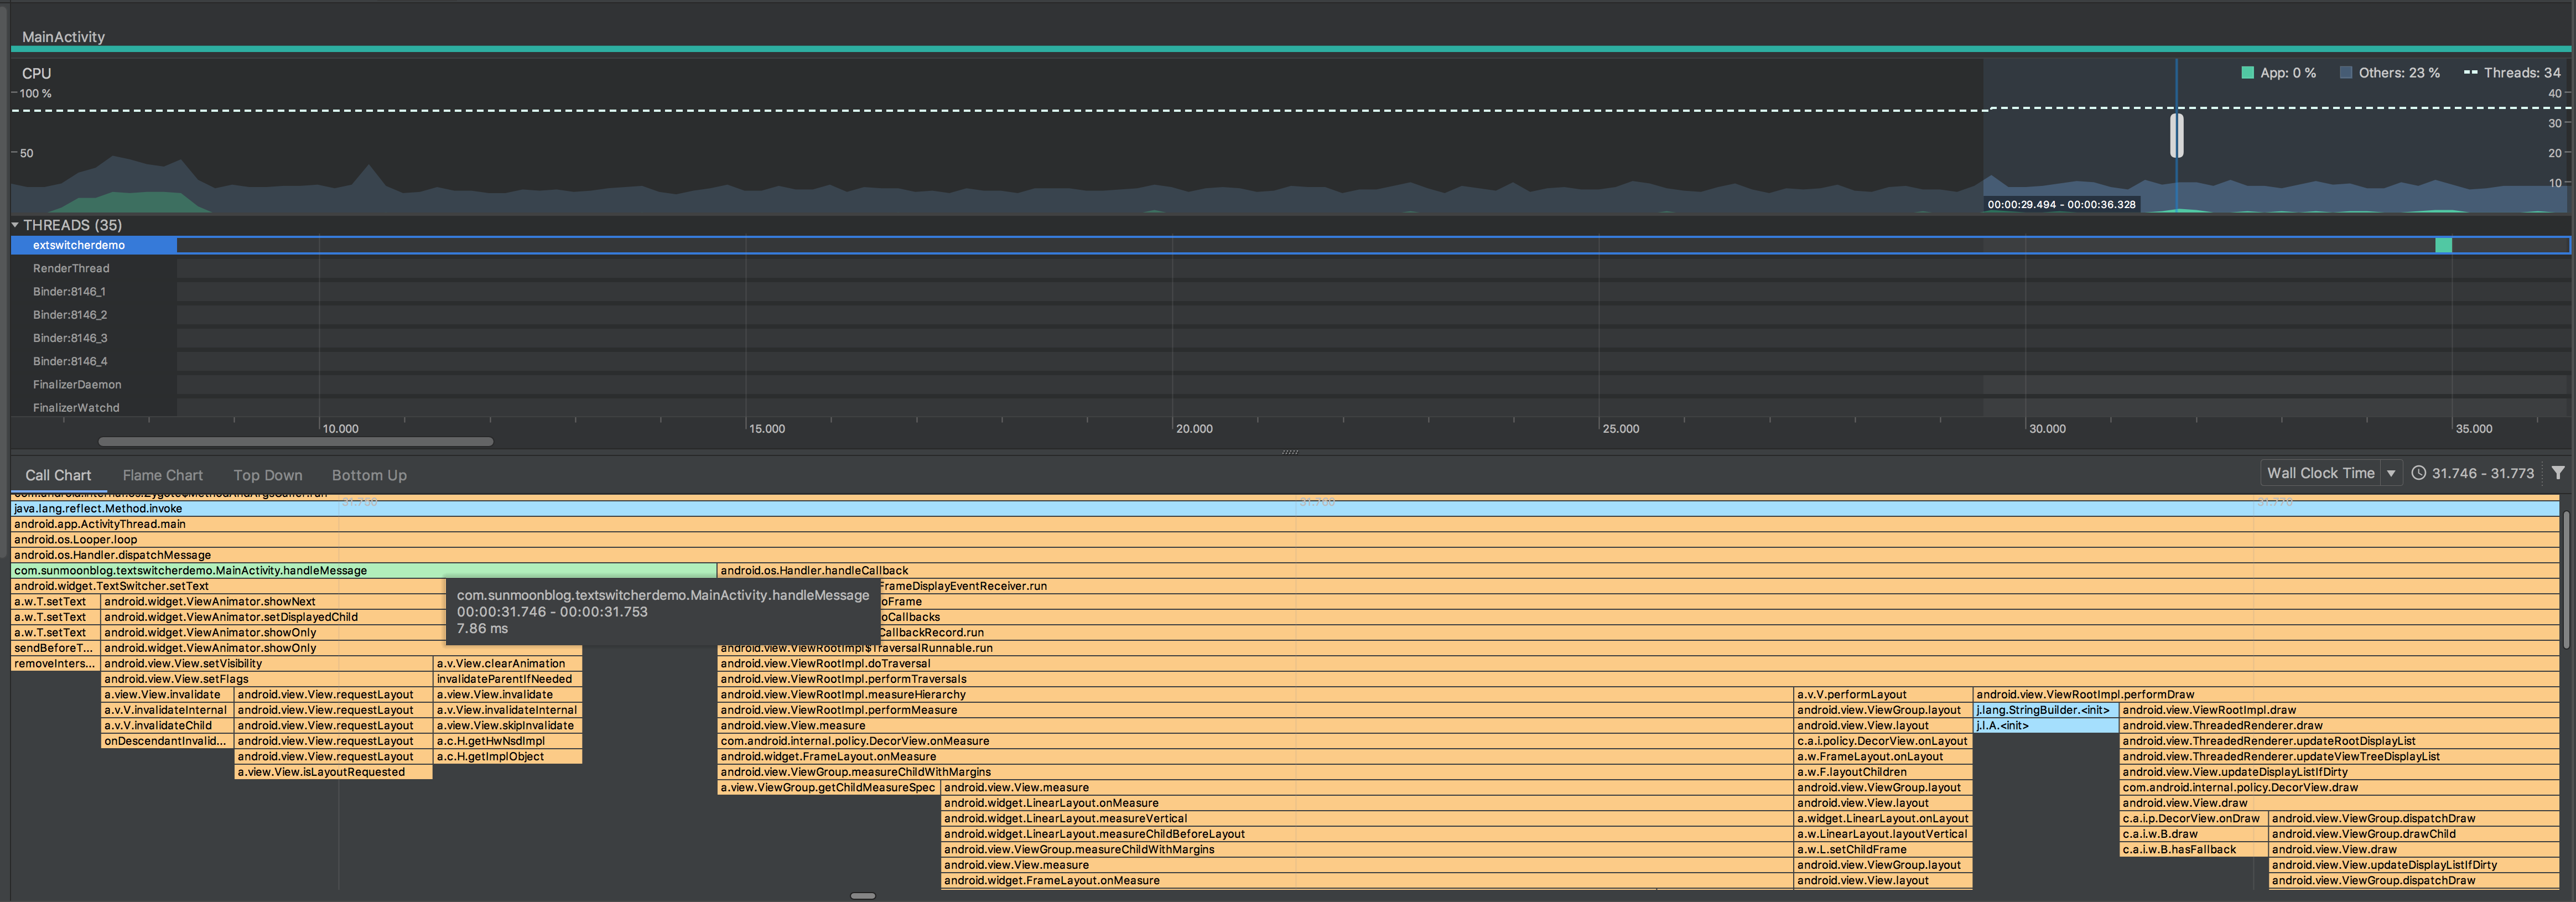 MainActivity
CPU
App: 0 %
Others: 23 %
Threads: 34
100 %
40
30
50
20
10
00:00:29.494 - 00:00:36.328
THREADS (35)
extswitcherdemo
RenderThread
Binder:8146_1
Binder:8146_2
Binder:8146_3
Binder:8146_4
FinalizerDaemon
FinalizerWatchd
10.000 15.000 20.000 25.000 30.000 35.000
Call Chart Flame Chart Top Down Bottom Up Wall Clock Time 31.746 - 31.773
31.760 31.770
java.lang.reflect.Method.invoke
android.app.ActivityThread.main
android.os.Looper.loop
android.os.Handler.dispatchMessage
com.sunmoonblog.textswitcherdemo.MainActivity.handleMessage android.os.Handler.handleCallback
android.widget.TextSwitcher.setText FrameDisplayEventReceiver.run
a.w.T.setText android.widget.ViewAnimator.showNext oFrame
a.w.T.setText android.widget.ViewAnimator.setDisplayedChild oCallbacks
a.w.T.setText android.widget.ViewAnimator.showOnly CallbackRecord.run
com.sunmoonblog.textswitcherdemo.MainActivity.handleMessage
00:00:31.746 - 00:00:31.753
7.86 ms
sendBeforeT... android.widget.ViewAnimator.showOnly android.view.ViewRootImpl$TraversalRunnable.run
removeInters... android.view.View.setVisibility a.v.View.clearAnimation android.view.ViewRootImpl.doTraversal
android.view.View.setFlags invalidateParentIfNeeded android.view.ViewRootImpl.performTraversals
a.view.View.invalidate android.view.View.requestLayout a.view.View.invalidate android.view.ViewRootImpl.measureHierarchy a.v.V.performLayout android.view.ViewRootImpl.performDraw
a.v.V.invalidateInternal android.view.View.requestLayout a.v.View.invalidateInternal android.view.ViewRootImpl.performMeasure android.view.ViewGroup.layout j.lang.StringBuilder.<init> android.view.ViewRootImpl.draw
a.v.V.invalidateChild android.view.View.requestLayout a.view.View.skipInvalidate android.view.View.measure android.view.View.layout j.l.A.<init> android.view.ThreadedRenderer.draw
onDescendantInvalid... android.view.View.requestLayout a.c.H.getHwNsdImpl com.android.internal.policy.DecorView.onMeasure c.a.i.policy.DecorView.onLayout android.view.ThreadedRenderer.updateRootDisplayList
android.view.View.requestLayout a.c.H.getImplObject android.widget.FrameLayout.onMeasure a.w.FrameLayout.onLayout android.view.ThreadedRenderer.updateViewTreeDisplayList
a.view.View.isLayoutRequested android.view.ViewGroup.measureChildWithMargins a.w.F.layoutChildren android.view.View.updateDisplayListIfDirty
a.view.ViewGroup.getChildMeasureSpec android.view.View.measure android.view.ViewGroup.layout com.android.internal.policy.DecorView.draw
android.widget.LinearLayout.onMeasure android.view.View.layout android.view.View.draw
android.widget.LinearLayout.measureVertical a.widget.LinearLayout.onLayout c.a.i.p.DecorView.onDraw android.view.ViewGroup.dispatchDraw
android.widget.LinearLayout.measureChildBeforeLayout a.w.LinearLayout.layoutVertical c.a.i.w.B.draw android.view.ViewGroup.drawChild
android.view.ViewGroup.measureChildWithMargins a.w.L.setChildFrame c.a.i.w.B.hasFallback android.view.View.draw
android.view.View.measure android.view.ViewGroup.layout android.view.View.updateDisplayListIfDirty
android.widget.FrameLayout.onMeasure android.view.View.layout android.view.ViewGroup.dispatchDraw